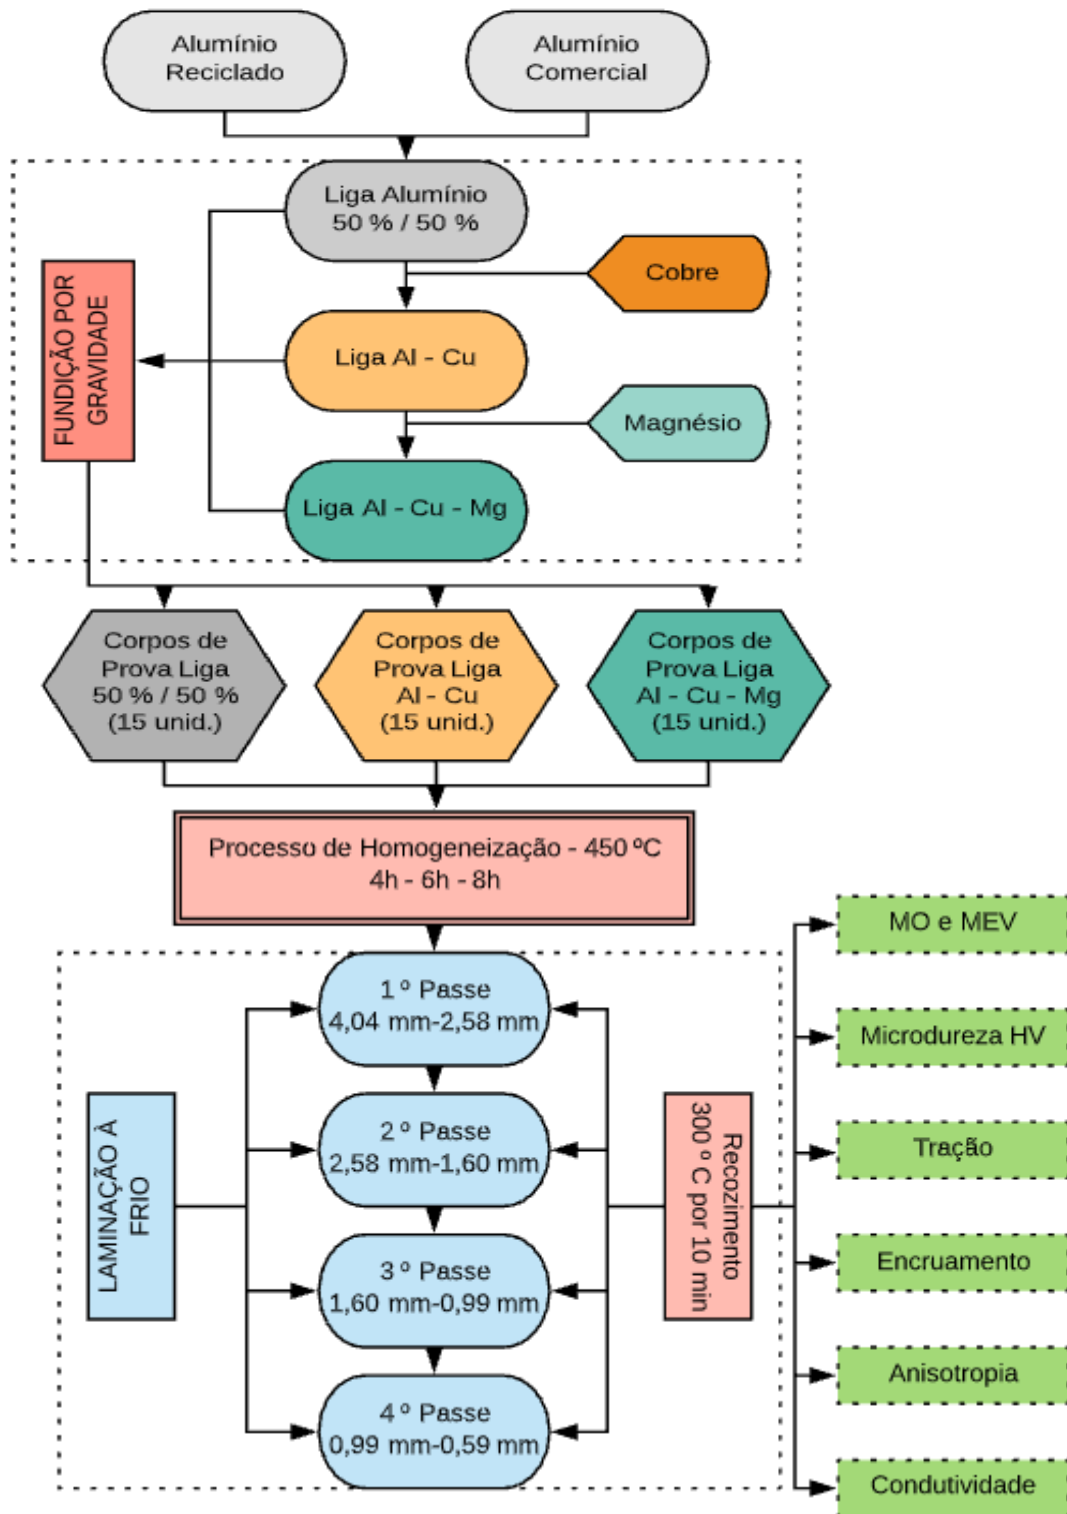 Alumínio
Reciclado
Alumínio
Comercial
Liga Alumínio
50 % / 50 %
Cobre
FUNDIÇÃO POR
GRAVIDADE
Liga Al - Cu
Magnésio
Liga Al - Cu - Mg
Corpos de
Prova Liga
50 % / 50 %
(15 unid.)
Corpos de
Prova Liga
Al - Cu
(15 unid.)
Corpos de
Prova Liga
Al - Cu - Mg
(15 unid.)
Processo de Homogeneização - 450 ºC
4h - 6h - 8h
LAMINAÇÃO À
FRIO
1 º Passe
4,04 mm-2,58 mm
2 º Passe
2,58 mm-1,60 mm
3 º Passe
1,60 mm-0,99 mm
4 º Passe
0,99 mm-0,59 mm
Recozimento
300 º C por 10 min
MO e MEV
Microdureza HV
Tração
Encruamento
Anisotropia
Condutividade